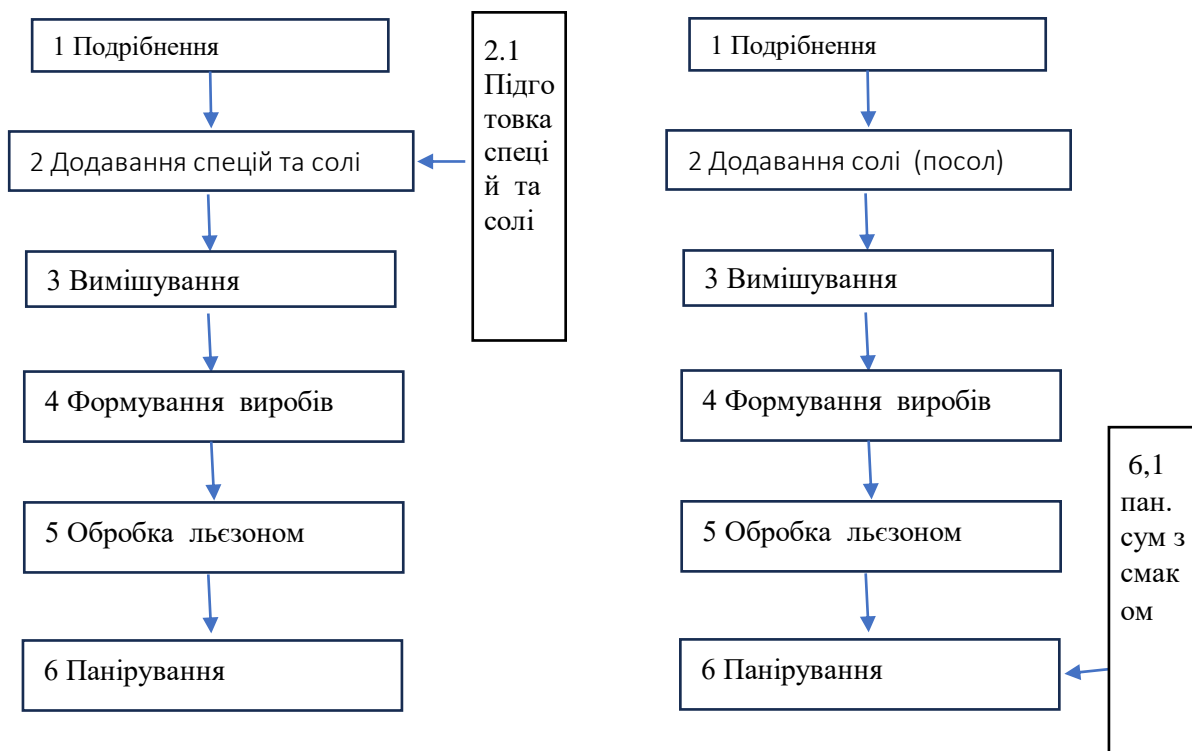 1 Подрібнення
2 Додавання спецій та солі
2.1
Підго
товка
спеці
й та
солі
3 Вимішування
4 Формування виробів
5 Обробка льєзоном
6 Панірування
1 Подрібнення
2 Додавання солі (посол)
3 Вимішування
4 Формування виробів
5 Обробка льєзоном
6 Панірування
6,1
пан.
сум з
смак
ом